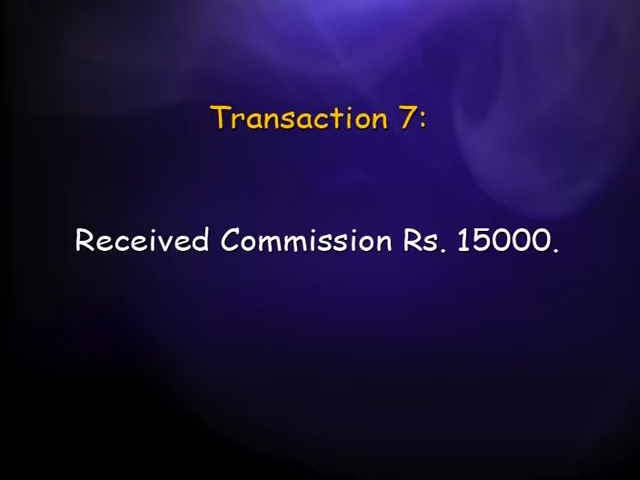 Transaction 7:
Received Commission Rs. 15000.